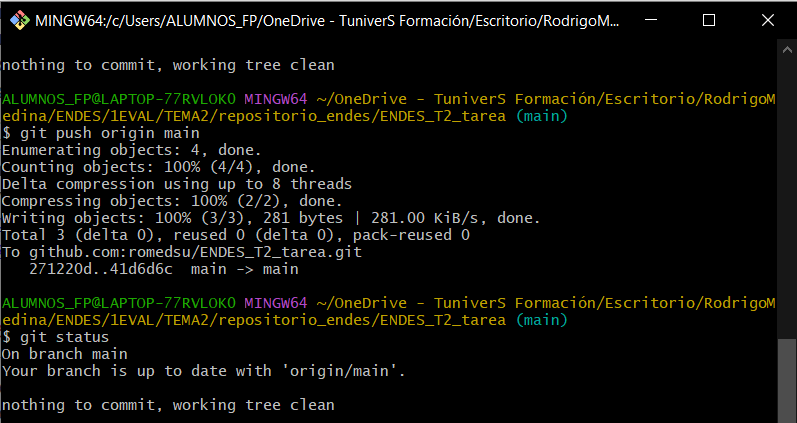 MINGW64:/c/Users/ALUMNOS_FP/OneDrive - TuniverS Formación/Escritorio/RodrigoM...
nothing to commit, working tree clean
ALUMNOS_FP@LAPTOP-77RVLOKO MINGW64 ~/OneDrive - TuniverS Formación/Escritorio/RodrigoM
edina/ENDES/1EVAL/TEMA2/repositorio_endes/ENDES_T2_tarea (main)
$ git push origin main
Enumerating objects: 4, done.
Counting objects: 100% (4/4), done.
Delta compression using up to 8 threads
Compressing objects: 100% (2/2), done.
Writing objects: 100% (3/3), 281 bytes | 281.00 KiB/s, done.
Total 3 (delta 0), reused 0 (delta 0), pack-reused 0
To github.com:romedsu/ENDES_T2_tarea.git
271220d..41d6d6c  main -> main
ALUMNOS_FP@LAPTOP-77RVLOKO MINGW64 ~/OneDrive - TuniverS Formación/Escritorio/RodrigoM
edina/ENDES/1EVAL/TEMA2/repositorio_endes/ENDES_T2_tarea (main)
$ git status
On branch main
Your branch is up to date with 'origin/main'.
nothing to commit, working tree clean